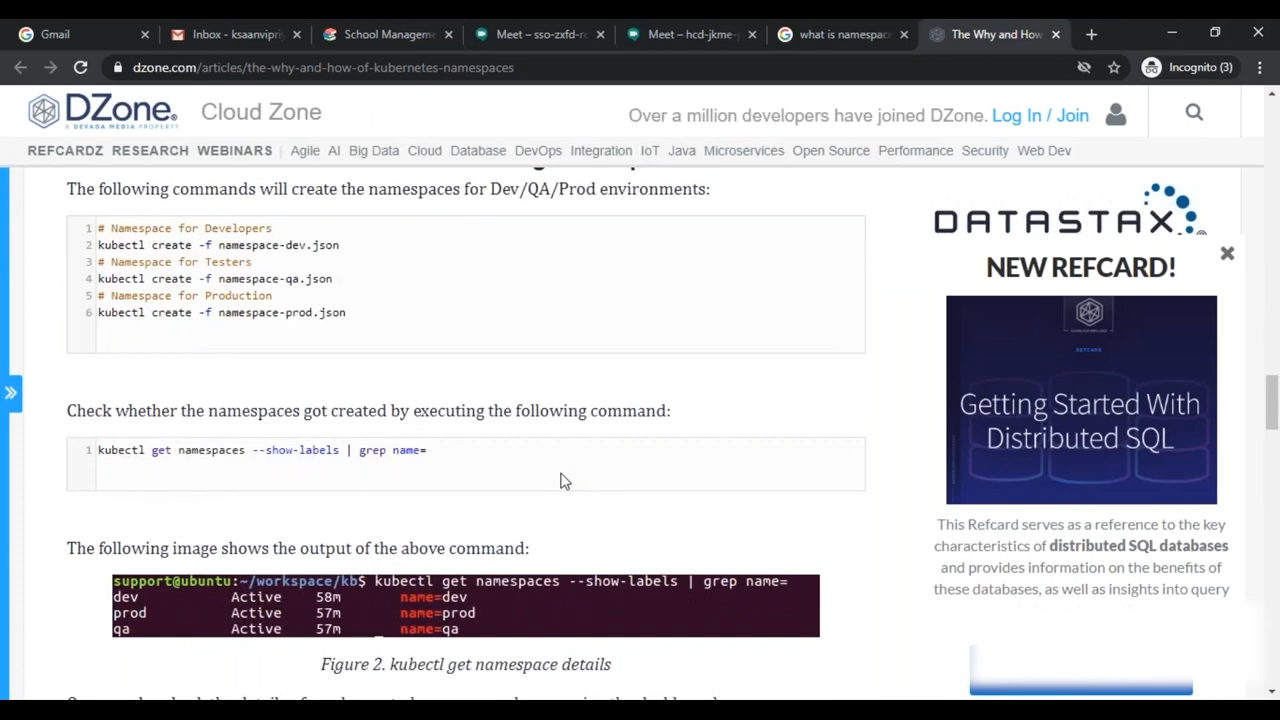 Gmail
Inbox - ksaanvipriy
School Manageme
Meet – sso-zxfd-ro
Meet – hcd-jkme-p
what is namespac
The Why and How
dzone.com/articles/the-why-and-how-of-kubernetes-namespaces
Incognito (3)
DZone.
A DEVADA MEDIA PROPERTY
Cloud Zone
Over a million developers have joined DZone. Log In / Join
REFCARDZ RESEARCH WEBINARS | Agile AI Big Data Cloud Database DevOps Integration IoT Java Microservices Open Source Performance Security Web Dev
The following commands will create the namespaces for Dev/QA/Prod environments:
1 # Namespace for Developers
2 kubectl create -f namespace-dev.json
3 # Namespace for Testers
4 kubectl create -f namespace-qa.json
5 # Namespace for Production
6 kubectl create -f namespace-prod.json
Check whether the namespaces got created by executing the following command:
1 kubectl get namespaces --show-labels | grep name=
The following image shows the output of the above command:
support@ubuntu:~/workspace/kb$ kubectl get namespaces --show-labels | grep name=
dev Active 58m name=dev
prod Active 57m name=prod
qa Active 57m name=qa
Figure 2. kubectl get namespace details
DATASTAX
NEW REFCARD!
REFCARD
Getting Started With
Distributed SQL
This Refcard serves as a reference to the key
characteristics of distributed SQL databases
and provides information on the benefits of
these databases, as well as insights into query